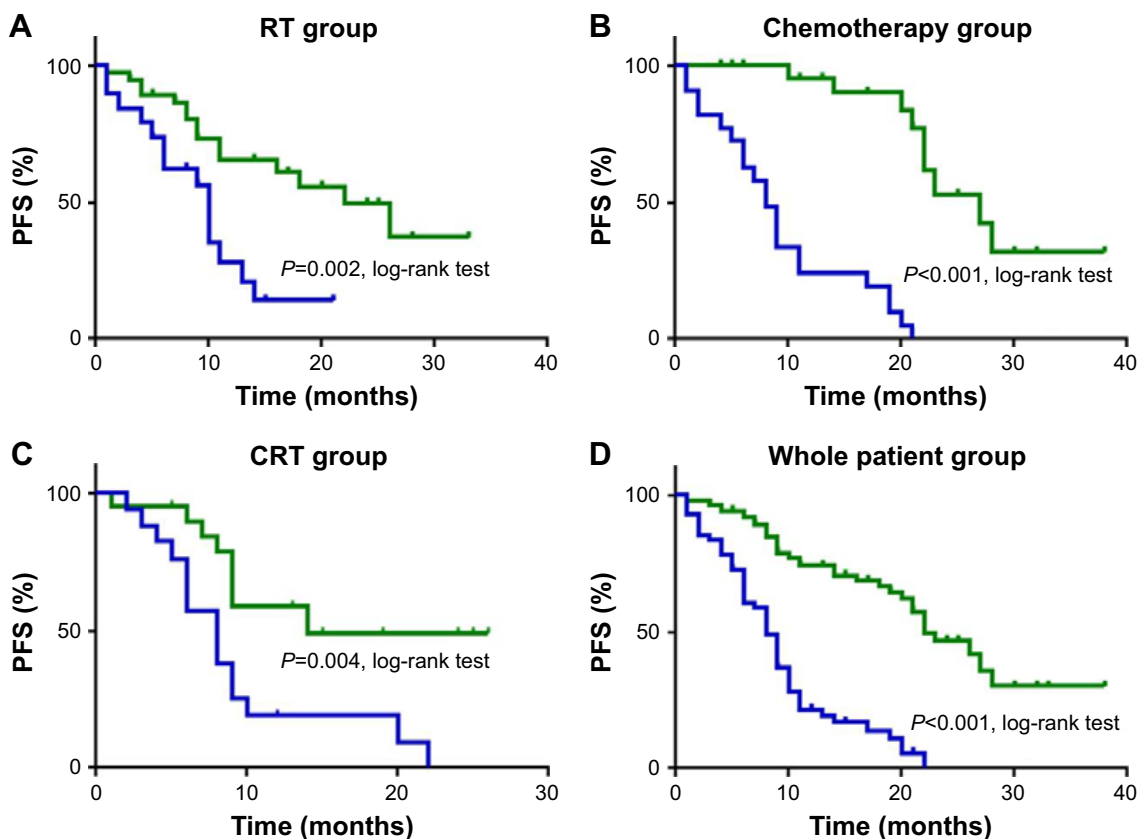 A
RT group
PFS (%)
100
50
0
P=0.002, log-rank test
0 10 20 30 40
Time (months)
B
Chemotherapy group
PFS (%)
100
50
0
P<0.001, log-rank test
0 10 20 30 40
Time (months)
C
CRT group
PFS (%)
100
50
0
P=0.004, log-rank test
0 10 20 30
Time (months)
D
Whole patient group
PFS (%)
100
50
0
P<0.001, log-rank test
0 10 20 30 40
Time (months)